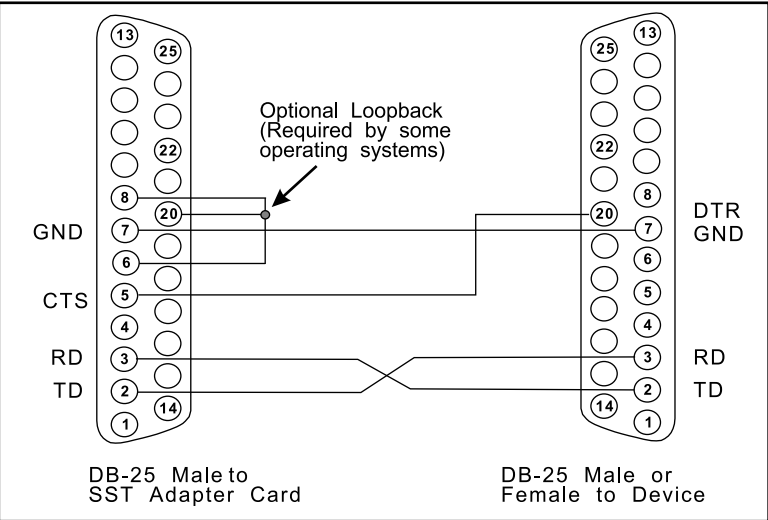 13
25
22
8
20
7
6
5
4
3
2
14
1
GND
CTS
RD
TD
Optional Loopback
(Required by some
operating systems)
13
25
22
8
20
7
6
5
4
3
2
14
1
DTR
GND
RD
TD
DB-25 Male to
SST Adapter Card
DB-25 Male or
Female to Device